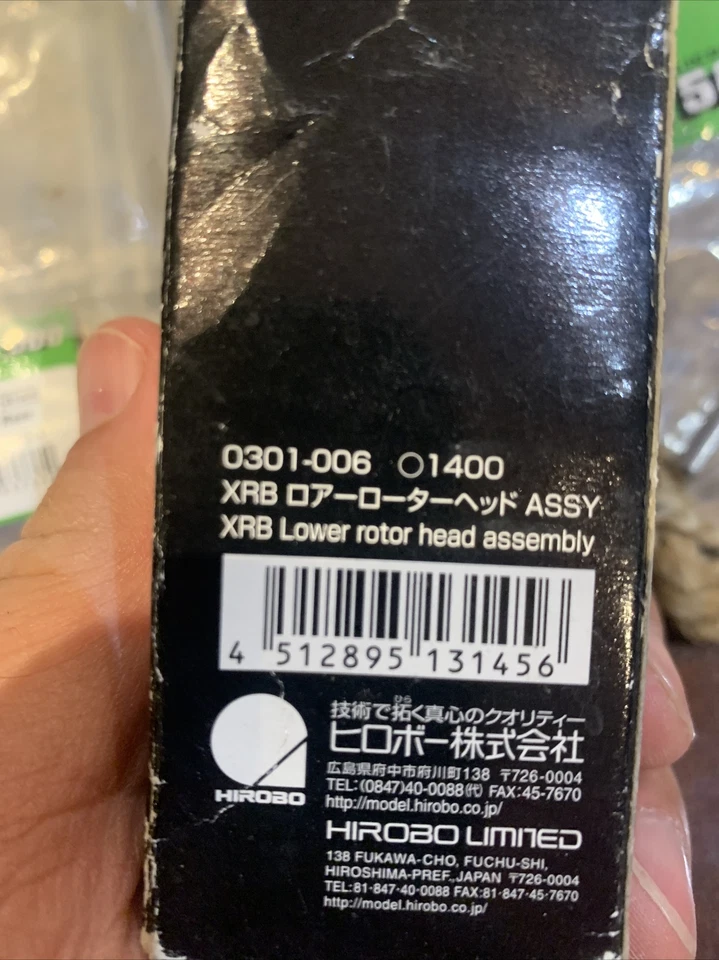 0301-006 ○1400
XRB ロアーローターヘッド ASSY
XRB Lower rotor head assembly
4 512895 131456
ひら
技術で拓く真心のクオリティー
ヒロボー株式会社
広島県府中市府川町138 〒726-0004
TEL:(0847)40-0088(代) FAX:45-7670
http://model.hirobo.co.jp/
HIROBO
HIROBO LIMITED
138 FUKAWA-CHO, FUCHU-SHI,
HIROSHIMA-PREF.,JAPAN 〒726-0004
TEL:81-847-40-0088 FAX:81-847-45-7670
http://model.hirobo.co.jp/